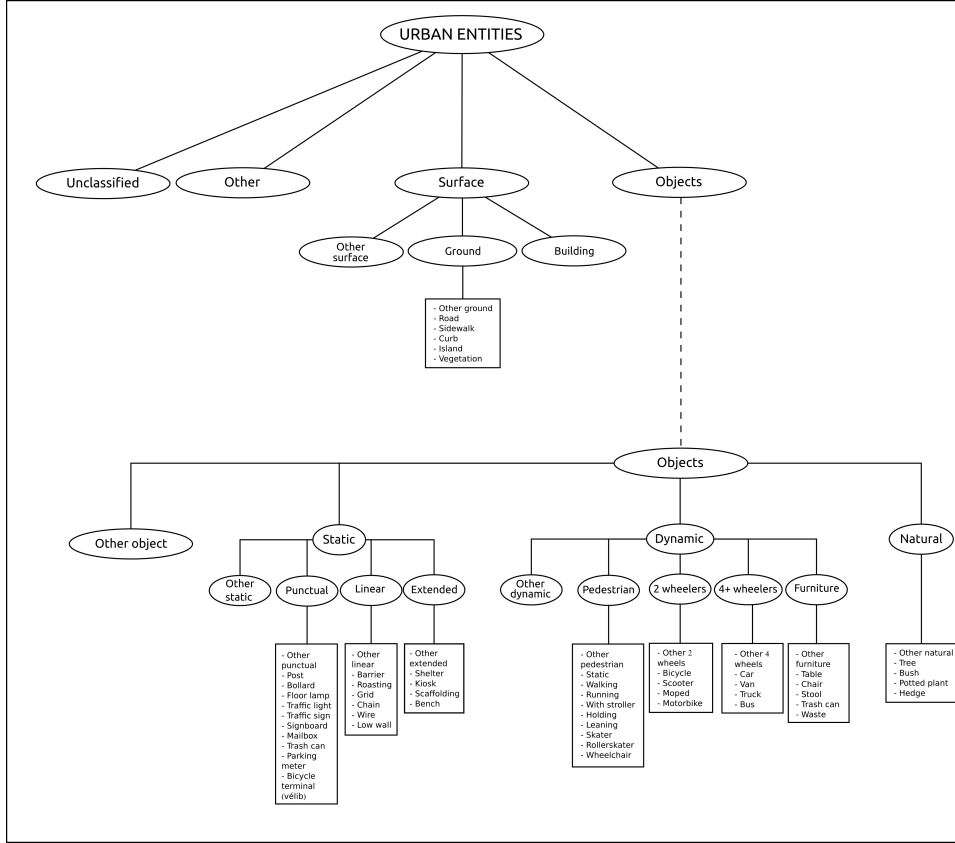 URBAN ENTITIES
Unclassified
Other
Surface
Objects
Other
surface
Ground
Building
- Other ground
- Road
- Sidewalk
- Curb
- Island
- Vegetation
Objects
Other object
Static
Dynamic
Natural
Other
static
Punctual
Linear
Extended
Other
dynamic
Pedestrian
2 wheelers
4+ wheelers
Furniture
- Other
punctual
- Post
- Bollard
- Floor lamp
- Traffic light
- Traffic sign
- Signboard
- Mailbox
- Trash can
- Parking
meter
- Bicycle
terminal
(vélib)
- Other
linear
- Barrier
- Roasting
- Grid
- Chain
- Wire
- Low wall
- Other
extended
- Shelter
- Kiosk
- Scaffolding
- Bench
- Other
pedestrian
- Static
- Walking
- Running
- With stroller
- Holding
- Leaning
- Skater
- Rollerskater
- Wheelchair
- Other 2
wheels
- Bicycle
- Scooter
- Moped
- Motorbike
- Other 4
wheels
- Car
- Van
- Truck
- Bus
- Other
furniture
- Table
- Chair
- Stool
- Trash can
- Waste
- Other natural
- Tree
- Bush
- Potted plant
- Hedge